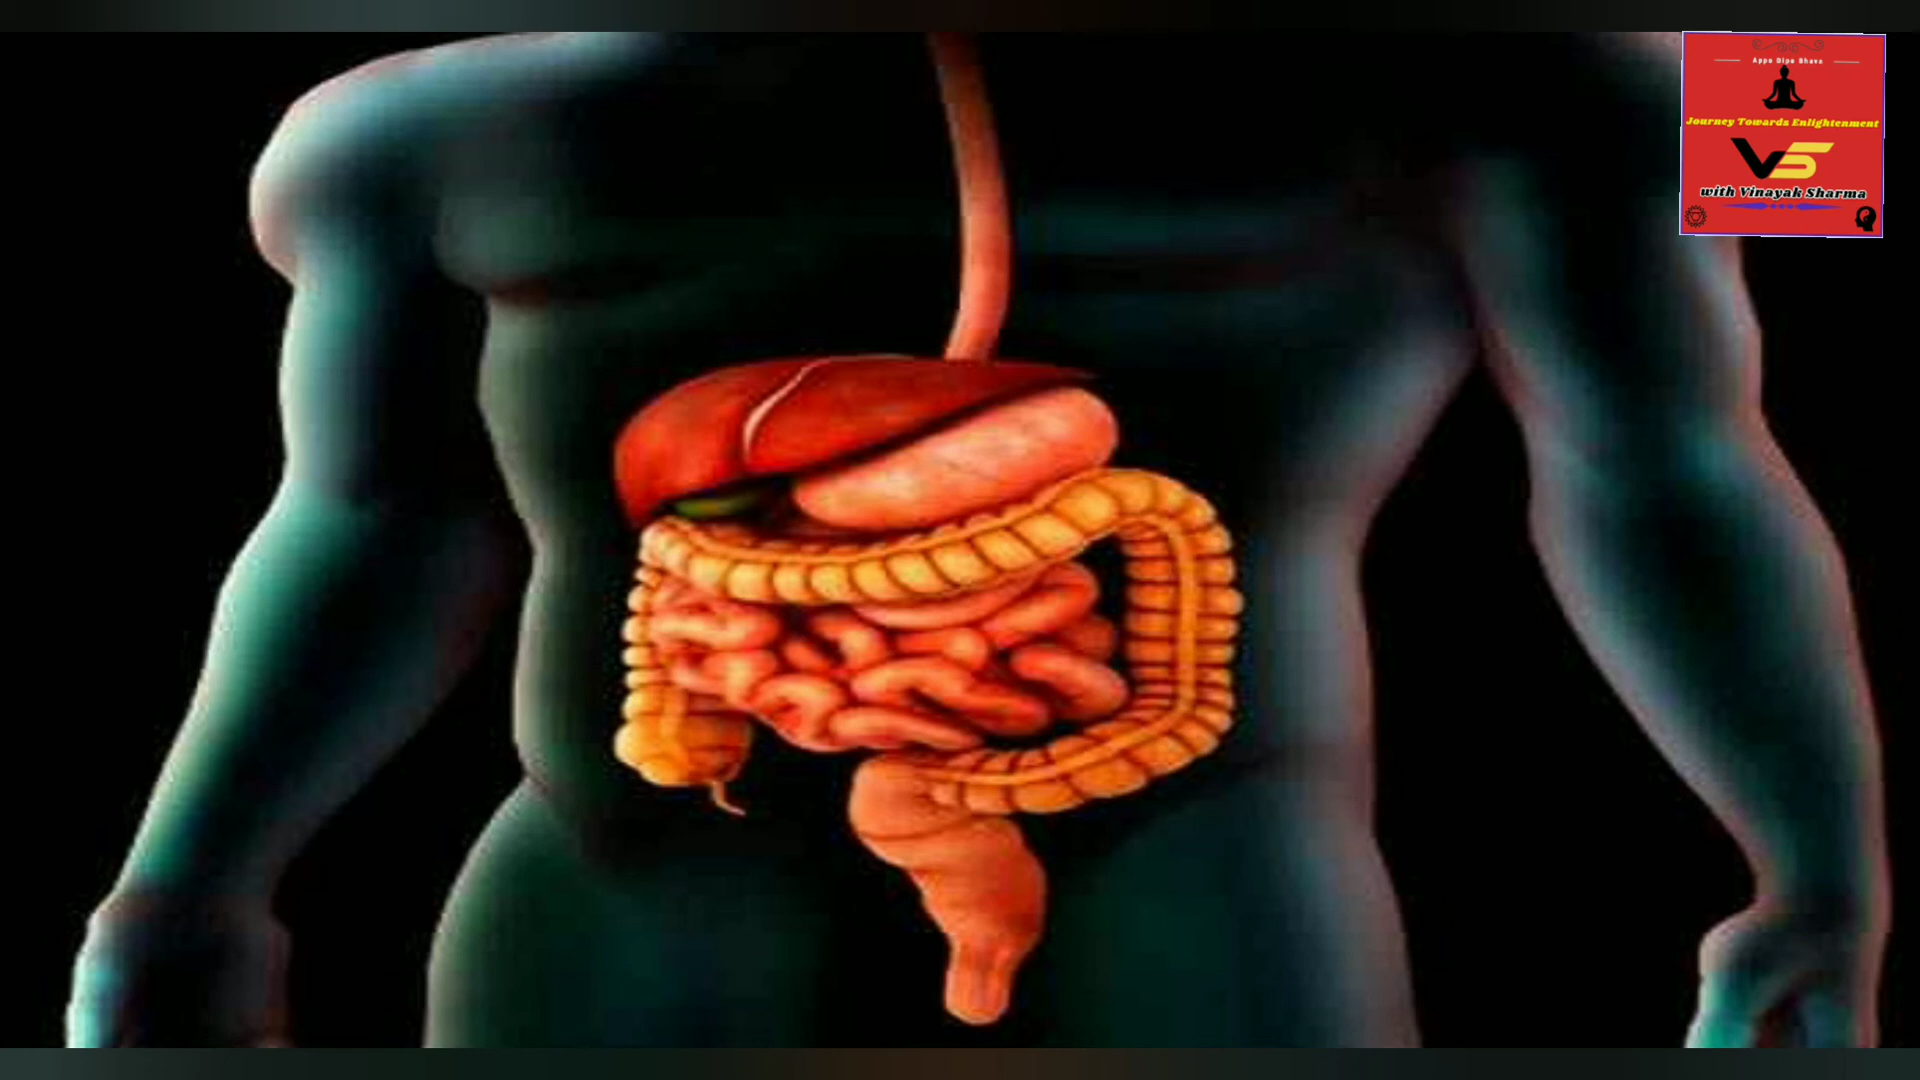 Appo Dipo Bhava
Journey Towards Enlightenment
VS
with Vinayak Sharma